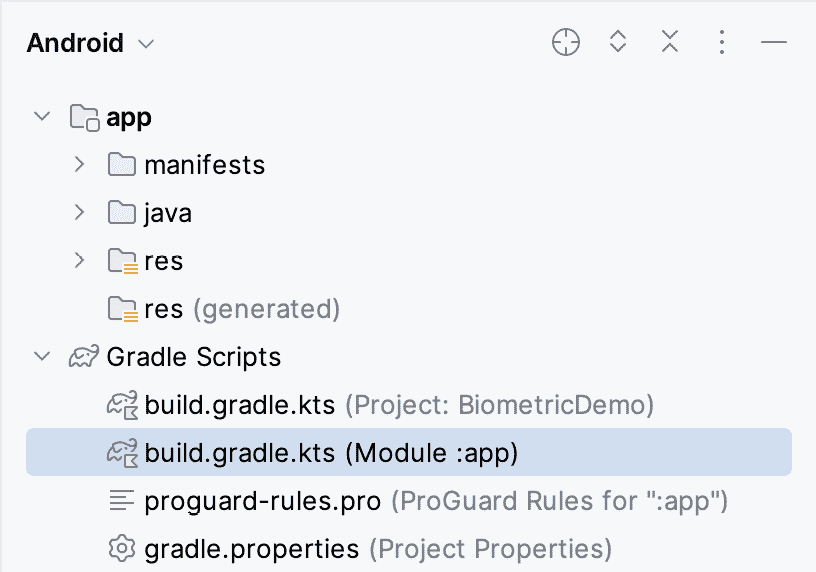 Android
app
manifests
java
res
res (generated)
Gradle Scripts
build.gradle.kts (Project: BiometricDemo)
build.gradle.kts (Module :app)
proguard-rules.pro (ProGuard Rules for ":app")
gradle.properties (Project Properties)